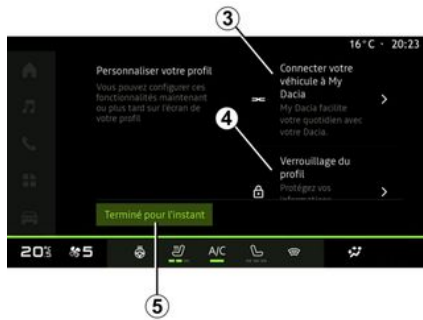 3
16°C · 20:23
Personnaliser votre profil
Vous pouvez configurer ces
fonctionnalités maintenant
ou plus tard sur l'écran de
votre profil
Connecter votre
véhicule à My
Dacia
My Dacia facilite
votre quotidien avec
votre Dacia.
4
Verrouillage du
profil
Protégez vos
informations
Terminé pour l'instant
20°5
5
A/C
5